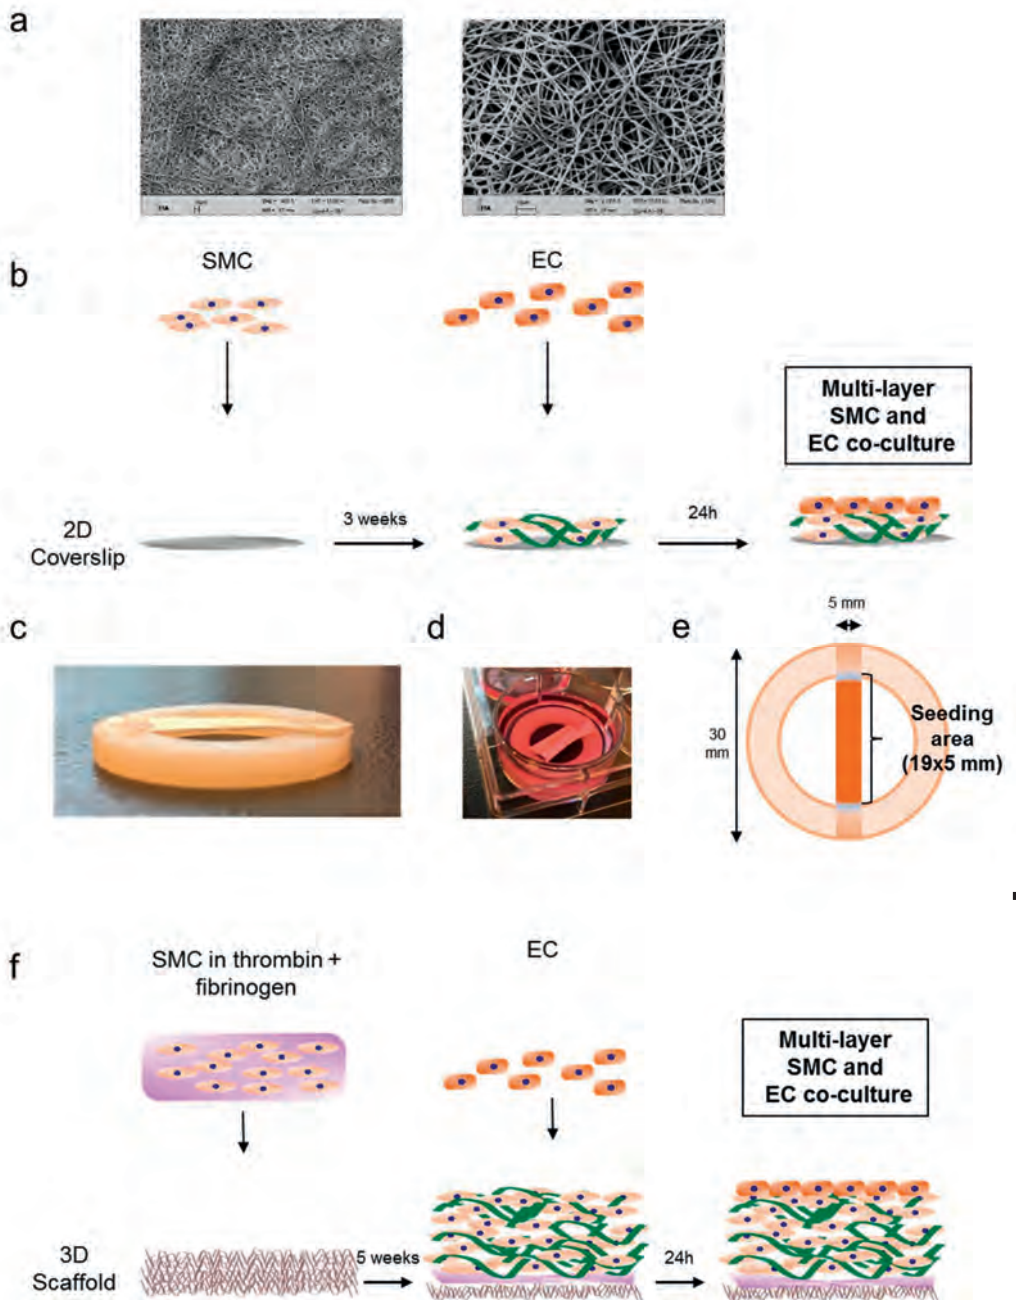 a
b
SMC
EC
Multi-layer
SMC and
EC co-culture
2D
Coverslip
3 weeks
24h
c
d
e
5 mm
30
mm
Seeding
area
(19x5 mm)
f
SMC in thrombin +
fibrinogen
EC
Multi-layer
SMC and
EC co-culture
3D
Scaffold
5 weeks
24h